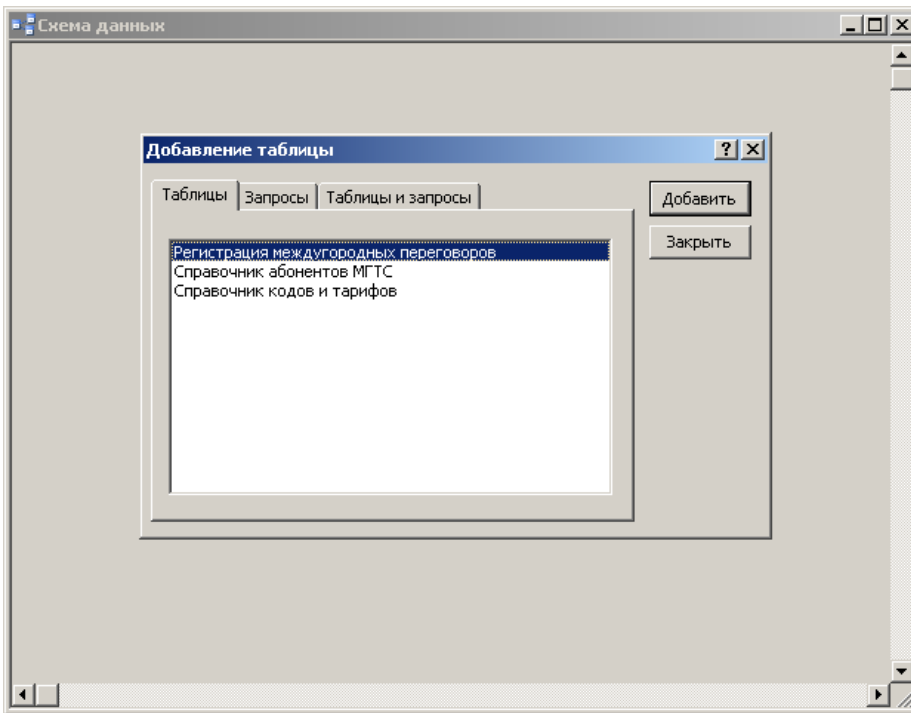 Схема данных
Добавление таблицы
Таблицы Запросы Таблицы и запросы
Добавить
Закрыть
Регистрация междугородных переговоров
Справочник абонентов МГТС
Справочник кодов и тарифов